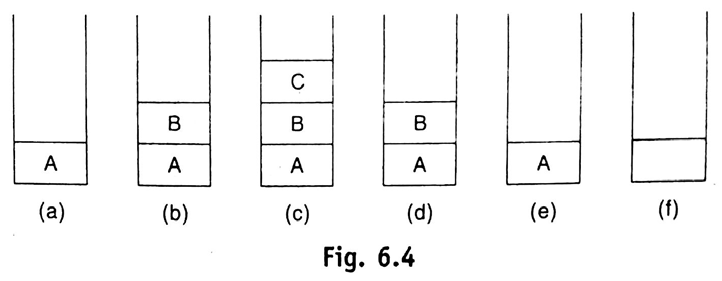 C
B B B
A A A A A
(a) (b) (c) (d) (e) (f)
Fig. 6.4